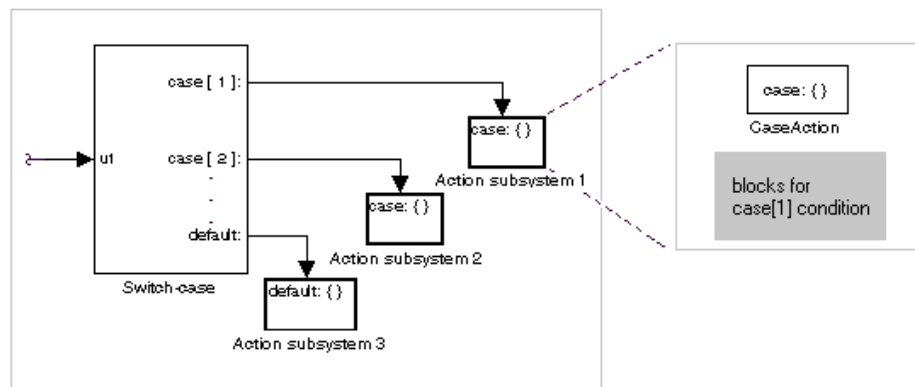 case [ 1 ]:
case: { }
case: { }
CaseAction
u1
case [ 2 ]:
Action subsystem 1
blocks for
case[1] condition
case: { }
default:
Action subsystem 2
Switch-case
default: { }
Action subsystem 3